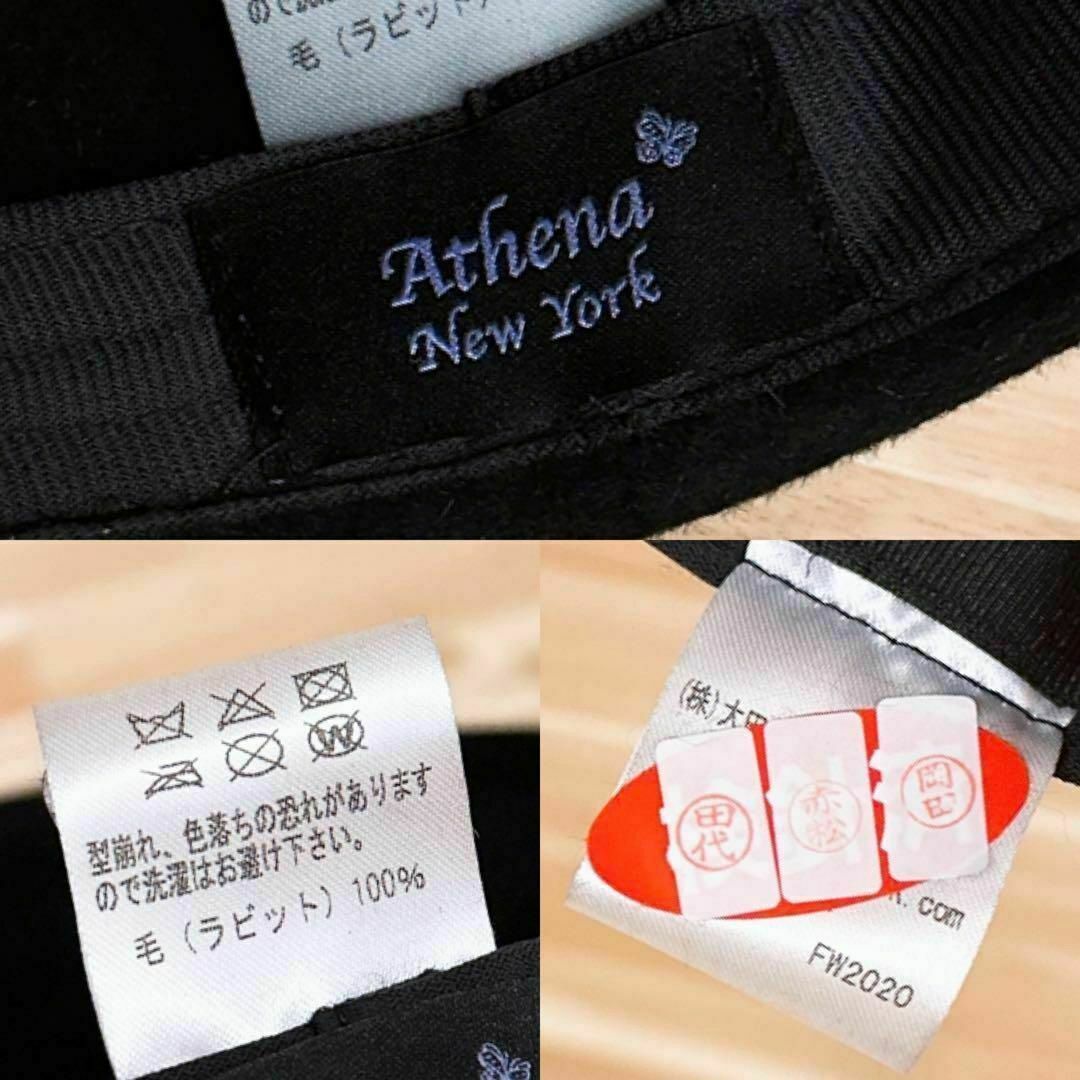 毛（ラビット）
Athena
New York
W
型崩れ、色落ちの恐れがあります
ので洗濯はお避け下さい。
毛（ラビット）100%
(株)大田
田代
赤松
岡田
.com
FW2020